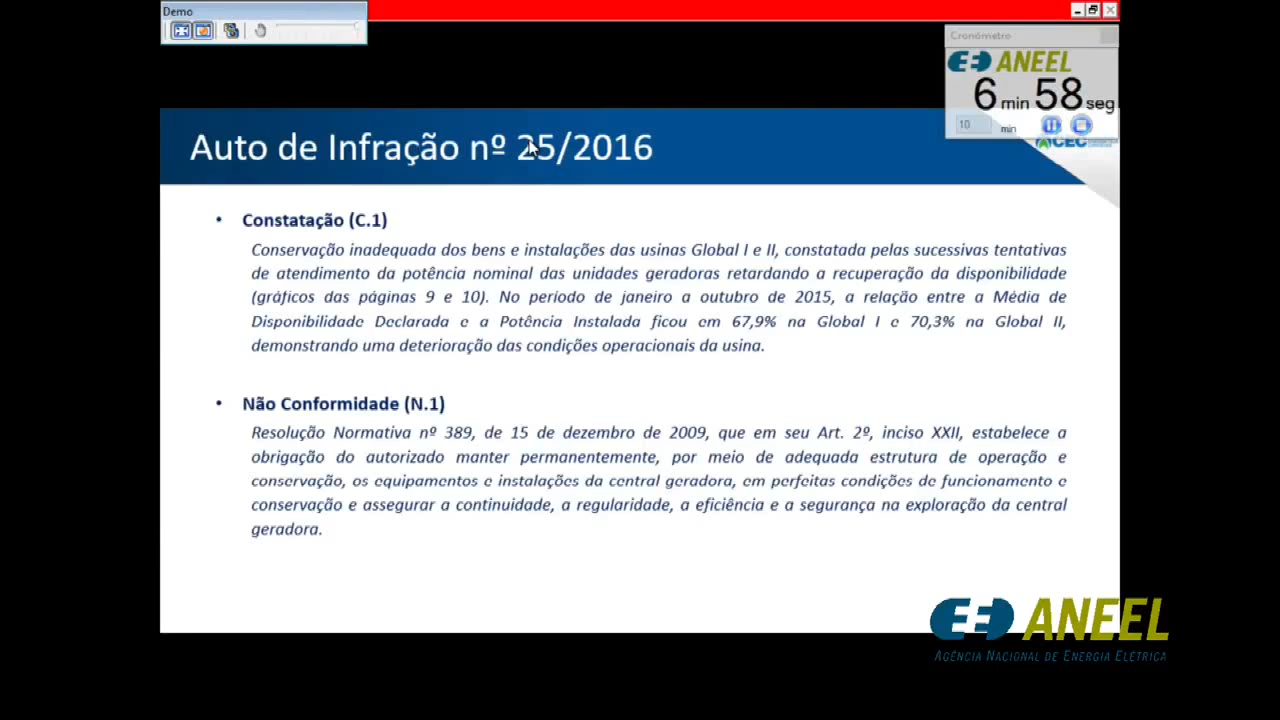 Demo
Cronómetro
ANEEL
6 min 58 seg
10 min
Auto de Infração nº 25/2016
CEC
• Constatação (C.1)
Conservação inadequada dos bens e instalações das usinas Global I e II, constatada pelas sucessivas tentativas
de atendimento da potência nominal das unidades geradoras retardando a recuperação da disponibilidade
(gráficos das páginas 9 e 10). No período de janeiro a outubro de 2015, a relação entre a Média de
Disponibilidade Declarada e a Potência Instalada ficou em 67,9% na Global I e 70,3% na Global II,
demonstrando uma deterioração das condições operacionais da usina.
• Não Conformidade (N.1)
Resolução Normativa nº 389, de 15 de dezembro de 2009, que em seu Art. 2º, inciso XXII, estabelece a
obrigação do autorizado manter permanentemente, por meio de adequada estrutura de operação e
conservação, os equipamentos e instalações da central geradora, em perfeitas condições de funcionamento e
conservação e assegurar a continuidade, a regularidade, a eficiência e a segurança na exploração da central
geradora.
ANEEL
AGÊNCIA NACIONAL DE ENERGIA ELÉTRICA